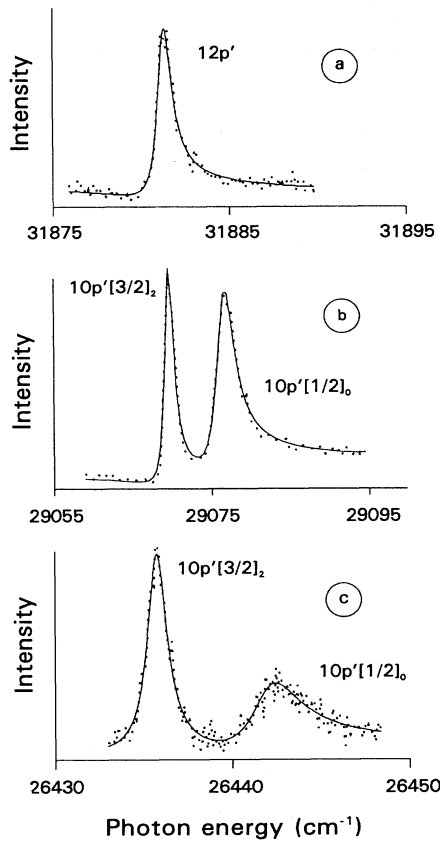 12p′
a
Intensity
31875 31885 31895
10p′[3/2]₂
b
10p′[1/2]₀
Intensity
29055 29075 29095
10p′[3/2]₂
c
10p′[1/2]₀
Intensity
26430 26440 26450
Photon energy (cm⁻¹)